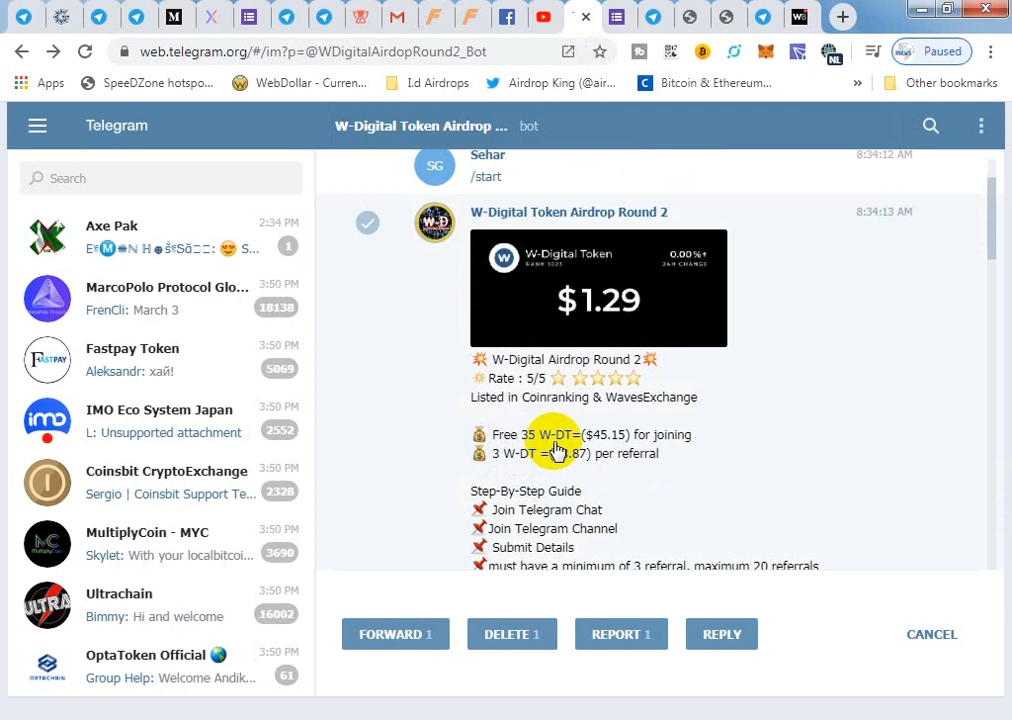 Paused
web.telegram.org/#/im?p=@WDigitalAirdopRound2_Bot
NL
Apps
SpeeDZone hotspo...
WebDollar - Curren...
I.d Airdrops
Airdrop King (@air...
Bitcoin & Ethereum...
»
Other bookmarks
Telegram
W-Digital Token Airdrop ... bot
Search
Axe Pak 2:34 PM
1
MarcoPolo Protocol Glo... 3:50 PM
FrenCli: March 3 18138
Fastpay Token 3:50 PM
Aleksandr: хай! 5069
IMO Eco System Japan 3:50 PM
L: Unsupported attachment 2552
Coinsbit CryptoExchange 3:50 PM
Sergio | Coinsbit Support Te... 2328
MultiplyCoin - MYC 3:50 PM
Skylet: With your localbitcoi... 3690
Ultrachain 3:50 PM
Bimmy: Hi and welcome 16002
OptaToken Official 🌏 3:50 PM
Group Help: Welcome Andik... 61
SG
Sehar 8:34:12 AM
/start
W-Digital Token Airdrop Round 2 8:34:13 AM
W-Digital Token 0.00%↑
RANK 1023 24H CHANGE
$1.29
💥 W-Digital Airdrop Round 2💥
🔆Rate : 5/5 ⭐ ⭐⭐⭐⭐
Listed in Coinranking & WavesExchange
💰 Free 35 W-DT=($45.15) for joining
💰 3 W-DT = .87) per referral
Step-By-Step Guide
📌 Join Telegram Chat
📌Join Telegram Channel
📌 Submit Details
📌must have a minimum of 3 referral, maximum 20 referrals
FORWARD 1
DELETE 1
REPORT 1
REPLY
CANCEL